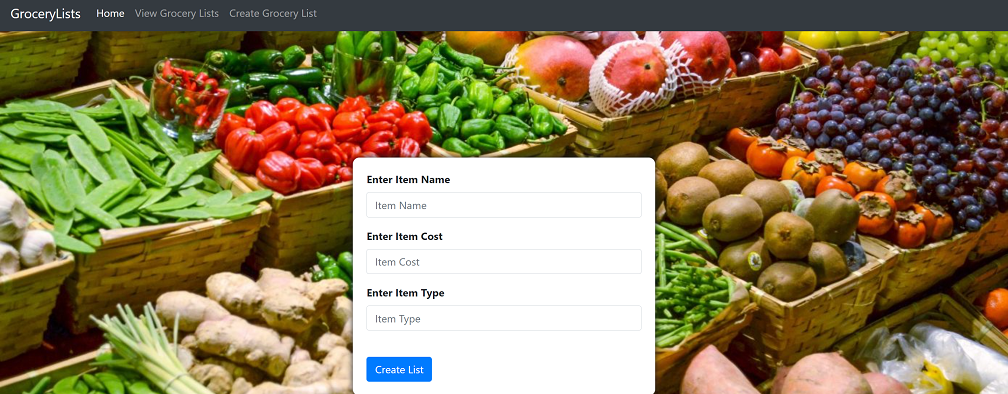 GroceryLists Home View Grocery Lists Create Grocery List
Enter Item Name
Item Name
Enter Item Cost
Item Cost
Enter Item Type
Item Type
Create List